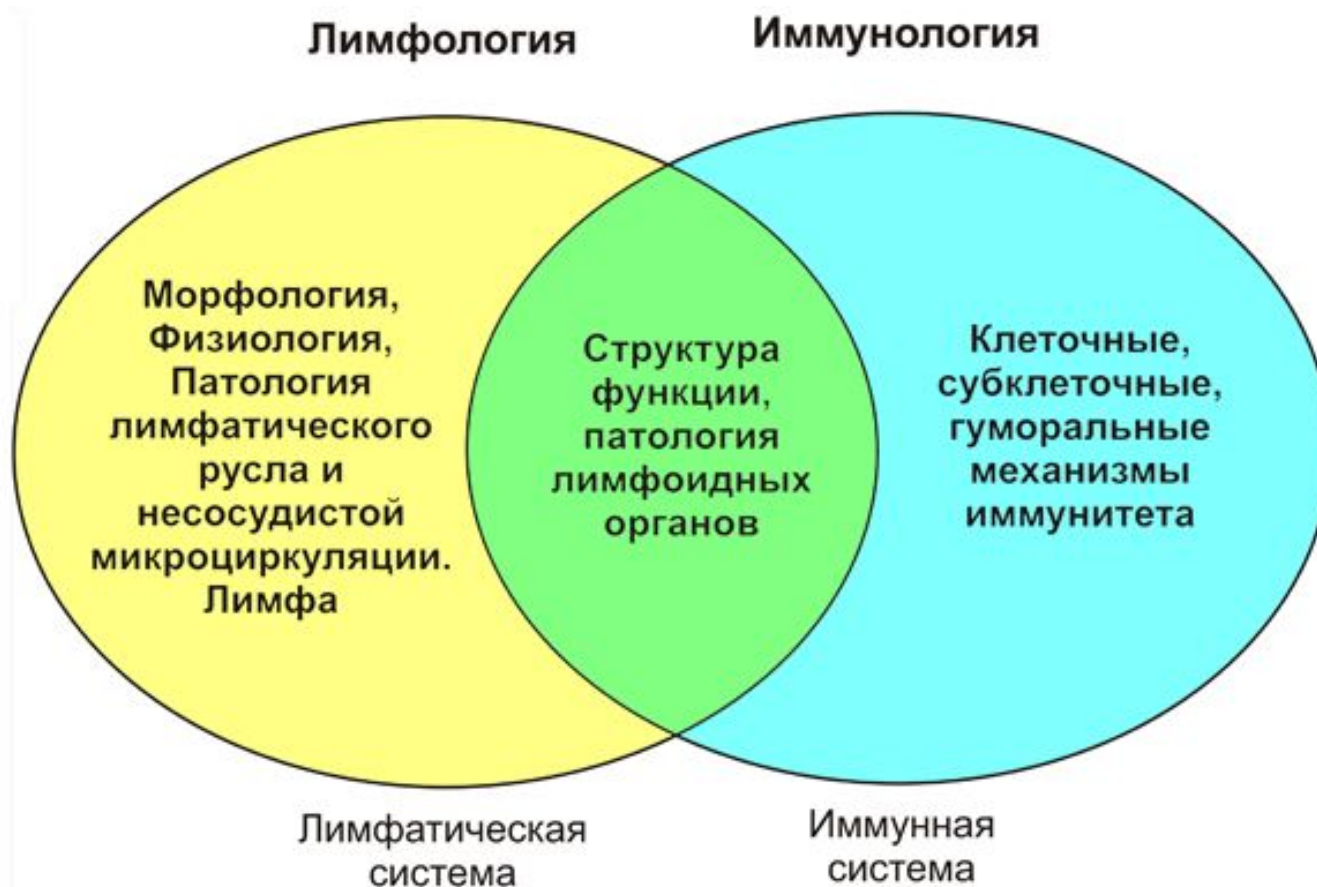 Лимфология
Иммунология
Морфология,
Физиология,
Патология
лимфатического
русла и
несосудистой
микроциркуляции.
Лимфа
Структура
функции,
патология
лимфоидных
органов
Клеточные,
субклеточные,
гуморальные
механизмы
иммунитета
Лимфатическая
система
Иммунная
система